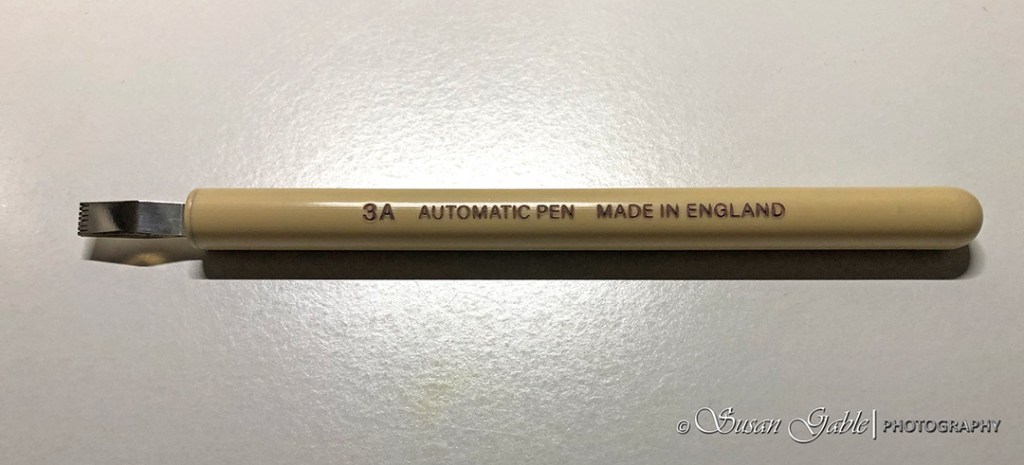 3A AUTOMATIC PEN MADE IN ENGLAND
© Susan Gable | PHOTOGRAPHY